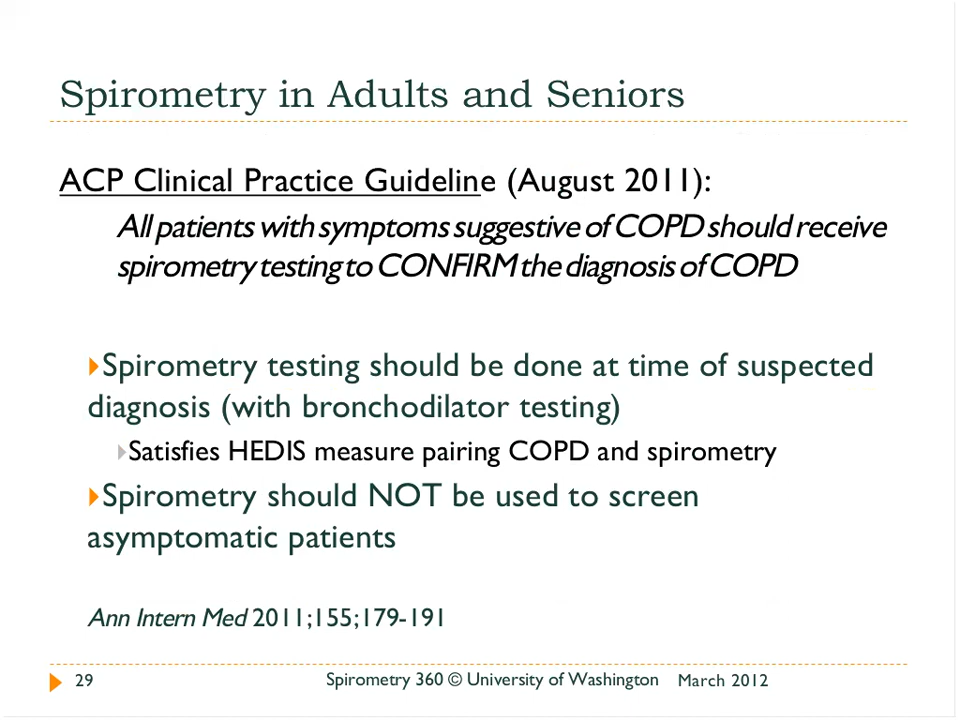 Spirometry in Adults and Seniors
ACP Clinical Practice Guideline (August 2011):
All patients with symptoms suggestive of COPD should receive
spirometry testing to CONFIRM the diagnosis of COPD
Spirometry testing should be done at time of suspected
diagnosis (with bronchodilator testing)
Satisfies HEDIS measure pairing COPD and spirometry
Spirometry should NOT be used to screen
asymptomatic patients
Ann Intern Med 2011;155;179-191
29 Spirometry 360 © University of Washington March 2012